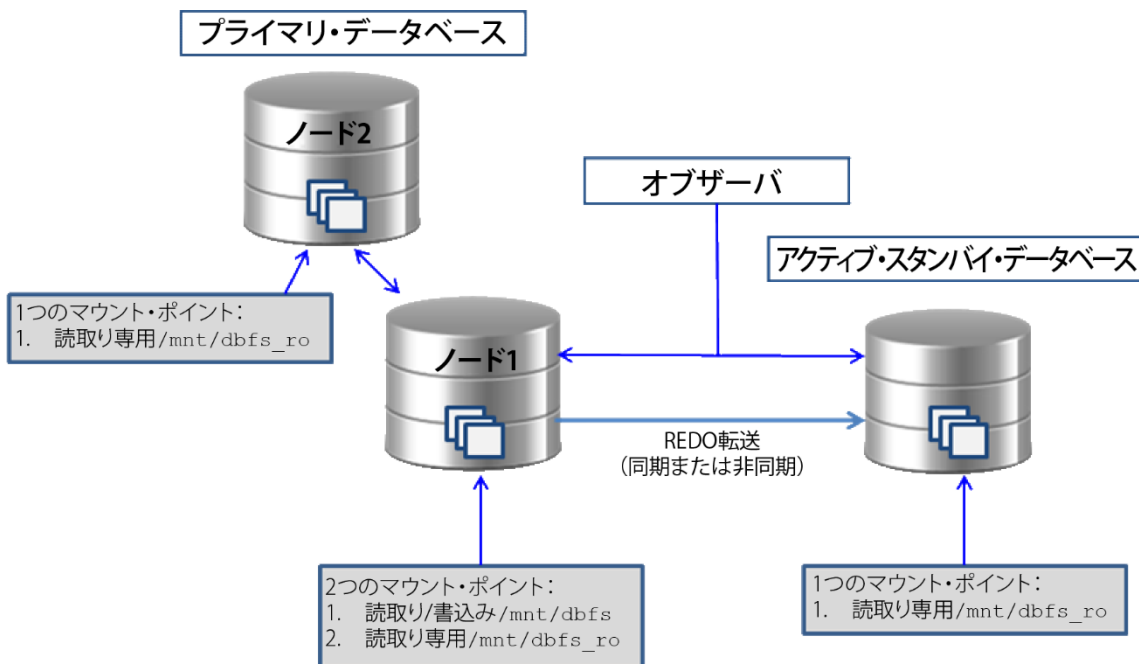 プライマリ・データベース
ノード2
オブザーバ
アクティブ・スタンバイ・データベース
1つのマウント・ポイント：
1. 読取り専用/mnt/dbfs_ro
ノード1
REDO転送
（同期または非同期）
2つのマウント・ポイント：
1. 読取り/書込み/mnt/dbfs
2. 読取り専用/mnt/dbfs_ro
1つのマウント・ポイント：
1. 読取り専用/mnt/dbfs_ro